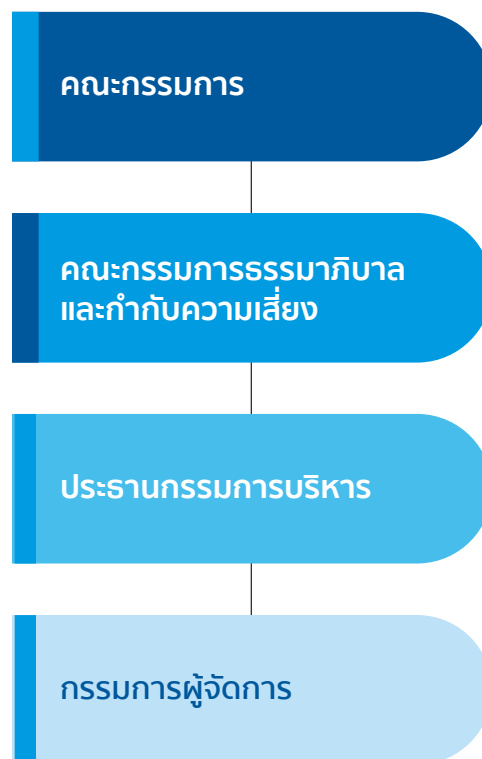 คณะกรรมการ
คณะกรรมการธรรมาภิบาล
และกำกับความเสี่ยง
ประธานกรรมการบริหาร
กรรมการผู้จัดการ